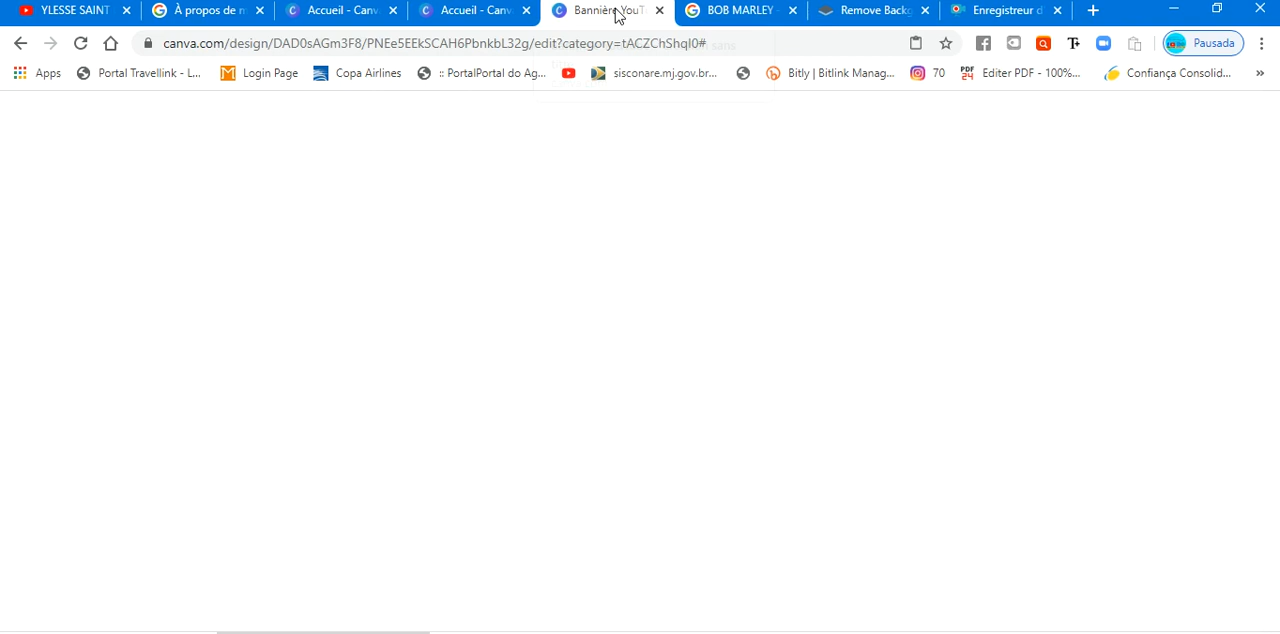 YLESSE SAINT
À propos de m
Accueil - Canv
Accueil - Canv
Bannière YouT
BOB MARLEY -
Remove Backg
Enregistreur d
canva.com/design/DAD0sAGm3F8/PNEe5EEkSCAH6PbnkbL32g/edit?category=tACZChShqI0#
Pausada
Apps
Portal Travellink - L...
Login Page
Copa Airlines
:: PortalPortal do Ag...
sisconare.mj.gov.br...
Bitly | Bitlink Manag...
70
PDF 24
Editer PDF - 100%...
Confiança Consolid...
»